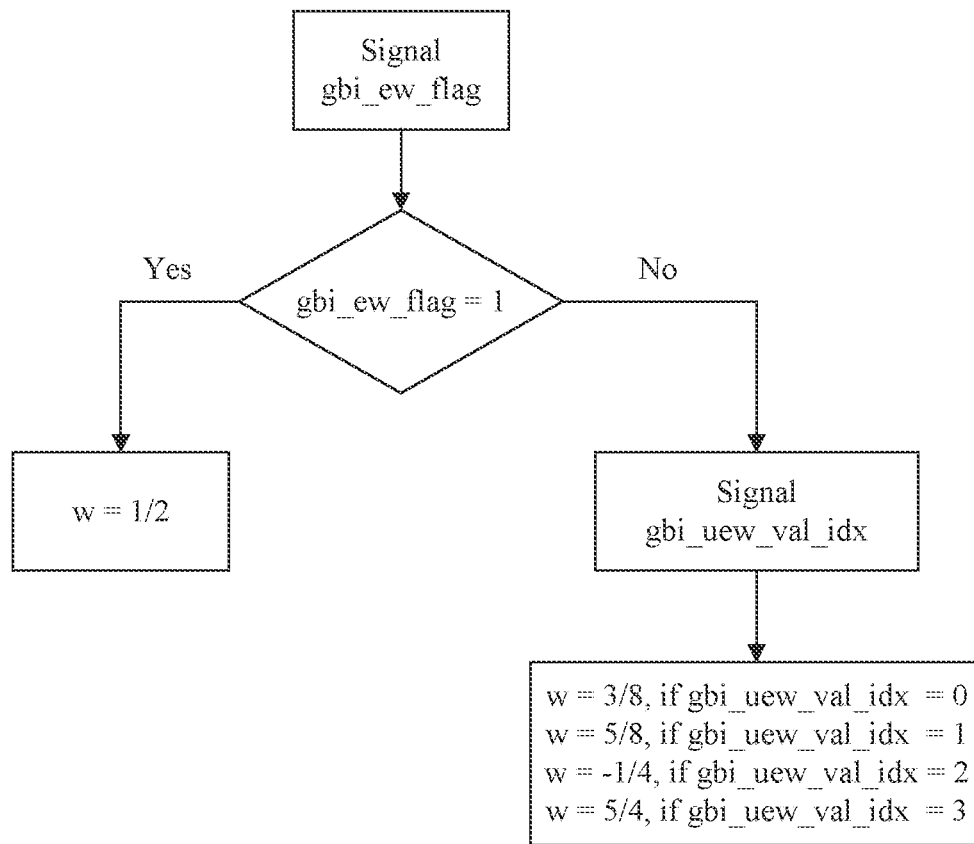 Signal
gbi_ew_flag
Yes
No
gbi_ew_flag = 1
w = 1/2
Signal
gbi_uew_val_idx
w = 3/8, if gbi_uew_val_idx = 0
w = 5/8, if gbi_uew_val_idx = 1
w = -1/4, if gbi_uew_val_idx = 2
w = 5/4, if gbi_uew_val_idx = 3